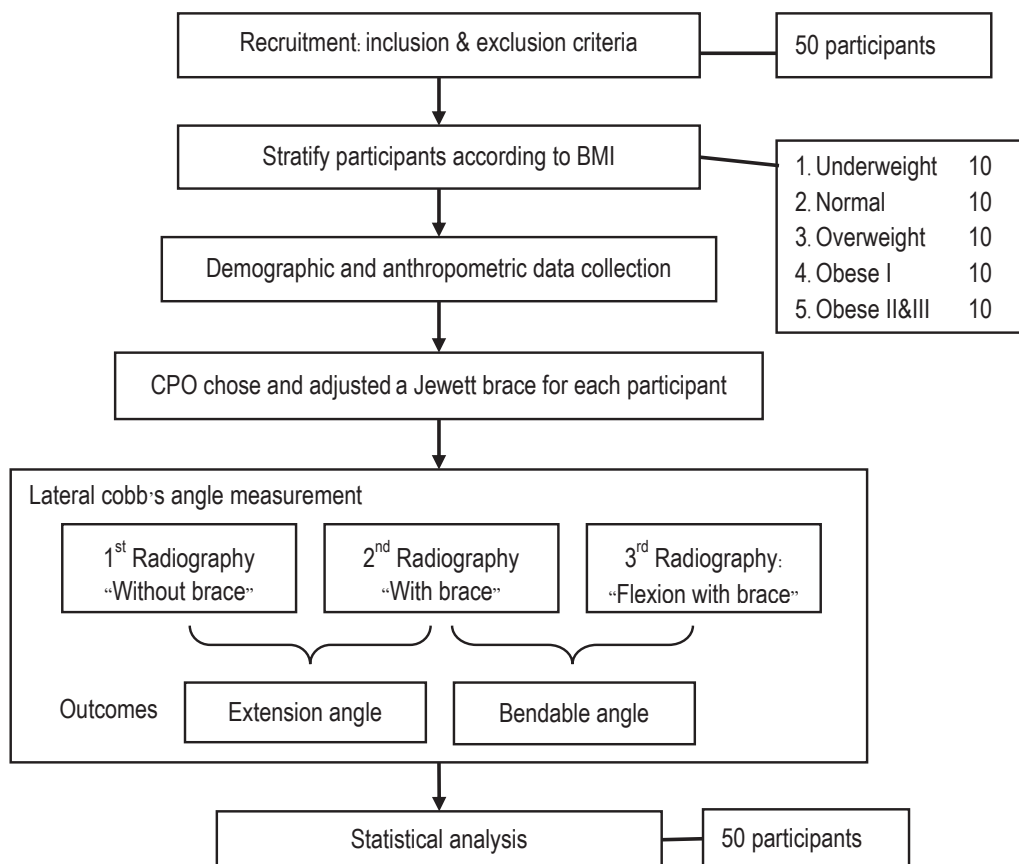 Recruitment: inclusion & exclusion criteria
50 participants
Stratify participants according to BMI
1. Underweight 10
2. Normal 10
3. Overweight 10
4. Obese I 10
5. Obese II&III 10
Demographic and anthropometric data collection
CPO chose and adjusted a Jewett brace for each participant
Lateral cobb's angle measurement
1st Radiography
“Without brace”
2nd Radiography
“With brace”
3rd Radiography:
“Flexion with brace”
Outcomes
Extension angle
Bendable angle
Statistical analysis
50 participants